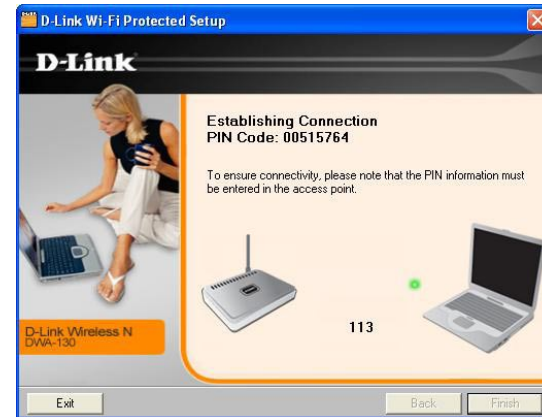 D-Link Wi-Fi Protected Setup
D-Link
Establishing Connection
PIN Code: 00515764
To ensure connectivity, please note that the PIN information must
be entered in the access point.
113
D-Link Wireless N
DWA-130
Exit
Back
Finish